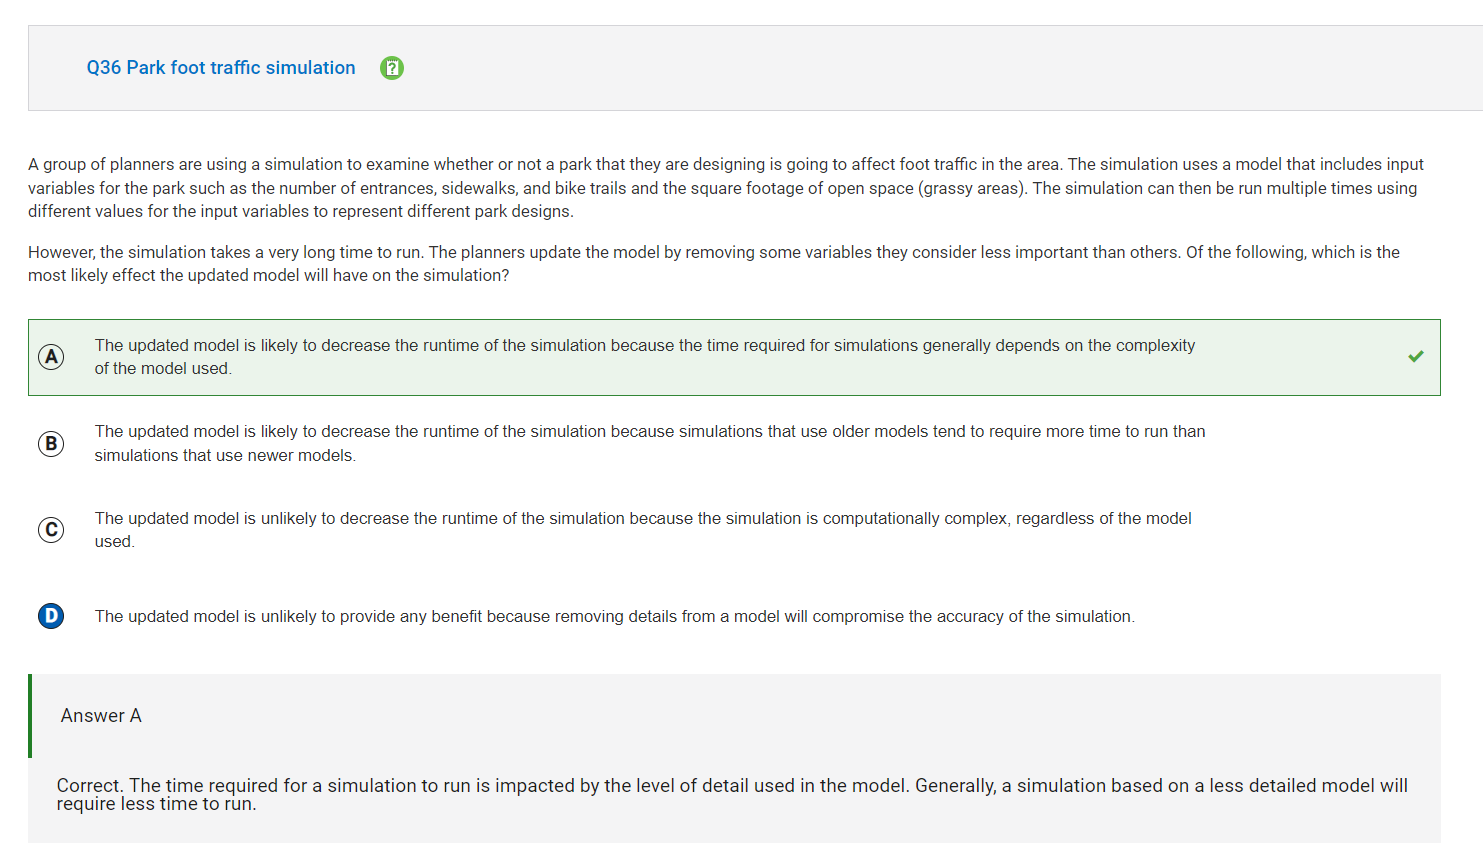 Q36 Park foot traffic simulation
A group of planners are using a simulation to examine whether or not a park that they are designing is going to affect foot traffic in the area. The simulation uses a model that includes input
variables for the park such as the number of entrances, sidewalks, and bike trails and the square footage of open space (grassy areas). The simulation can then be run multiple times using
different values for the input variables to represent different park designs.
However, the simulation takes a very long time to run. The planners update the model by removing some variables they consider less important than others. Of the following, which is the
most likely effect the updated model will have on the simulation?
A The updated model is likely to decrease the runtime of the simulation because the time required for simulations generally depends on the complexity
of the model used.
B The updated model is likely to decrease the runtime of the simulation because simulations that use older models tend to require more time to run than
simulations that use newer models.
C The updated model is unlikely to decrease the runtime of the simulation because the simulation is computationally complex, regardless of the model
used.
D The updated model is unlikely to provide any benefit because removing details from a model will compromise the accuracy of the simulation.
Answer A
Correct. The time required for a simulation to run is impacted by the level of detail used in the model. Generally, a simulation based on a less detailed model will
require less time to run.